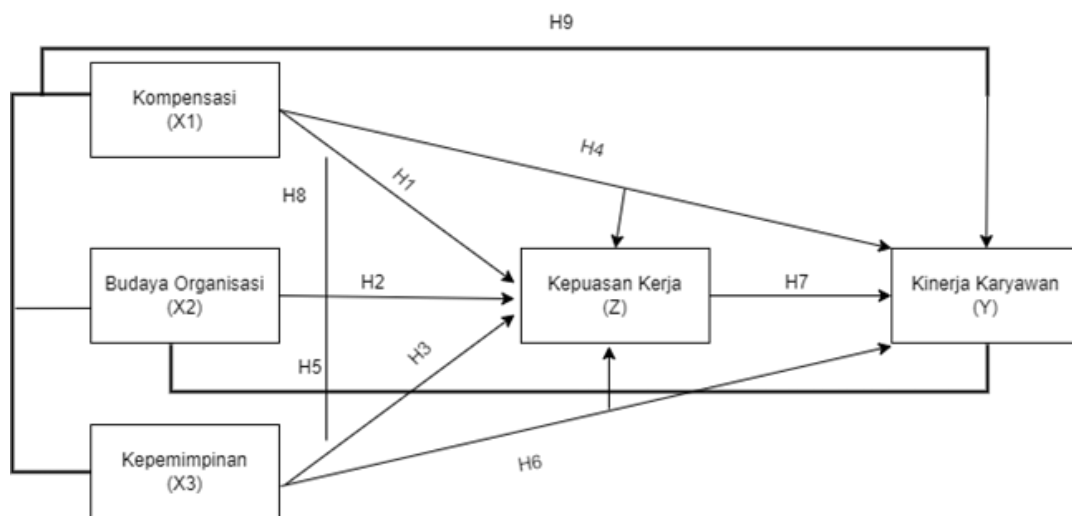 H9
Kompensasi
(X1)
H4
H1
H8
Budaya Organisasi
(X2)
H2
Kepuasan Kerja
(Z)
H7
Kinerja Karyawan
(Y)
H3
H5
Kepemimpinan
(X3)
H6